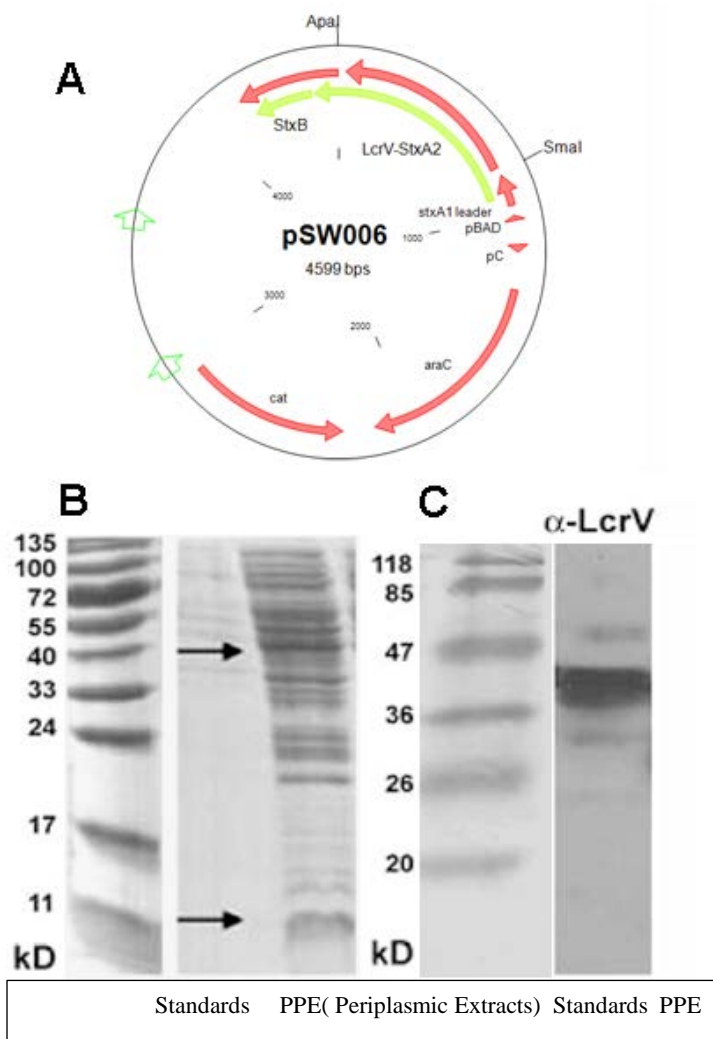 A
ApaI
SmaI
StxB
LcrV-StxA2
stxA1 leader
pBAD
pC
4000
1000
pSW006
4599 bps
3000
2000
araC
cat
B
135
100
72
55
40
33
24
17
11
kD
C
α-LcrV
118
85
47
36
26
20
kD
Standards PPE( Periplasmic Extracts) Standards PPE